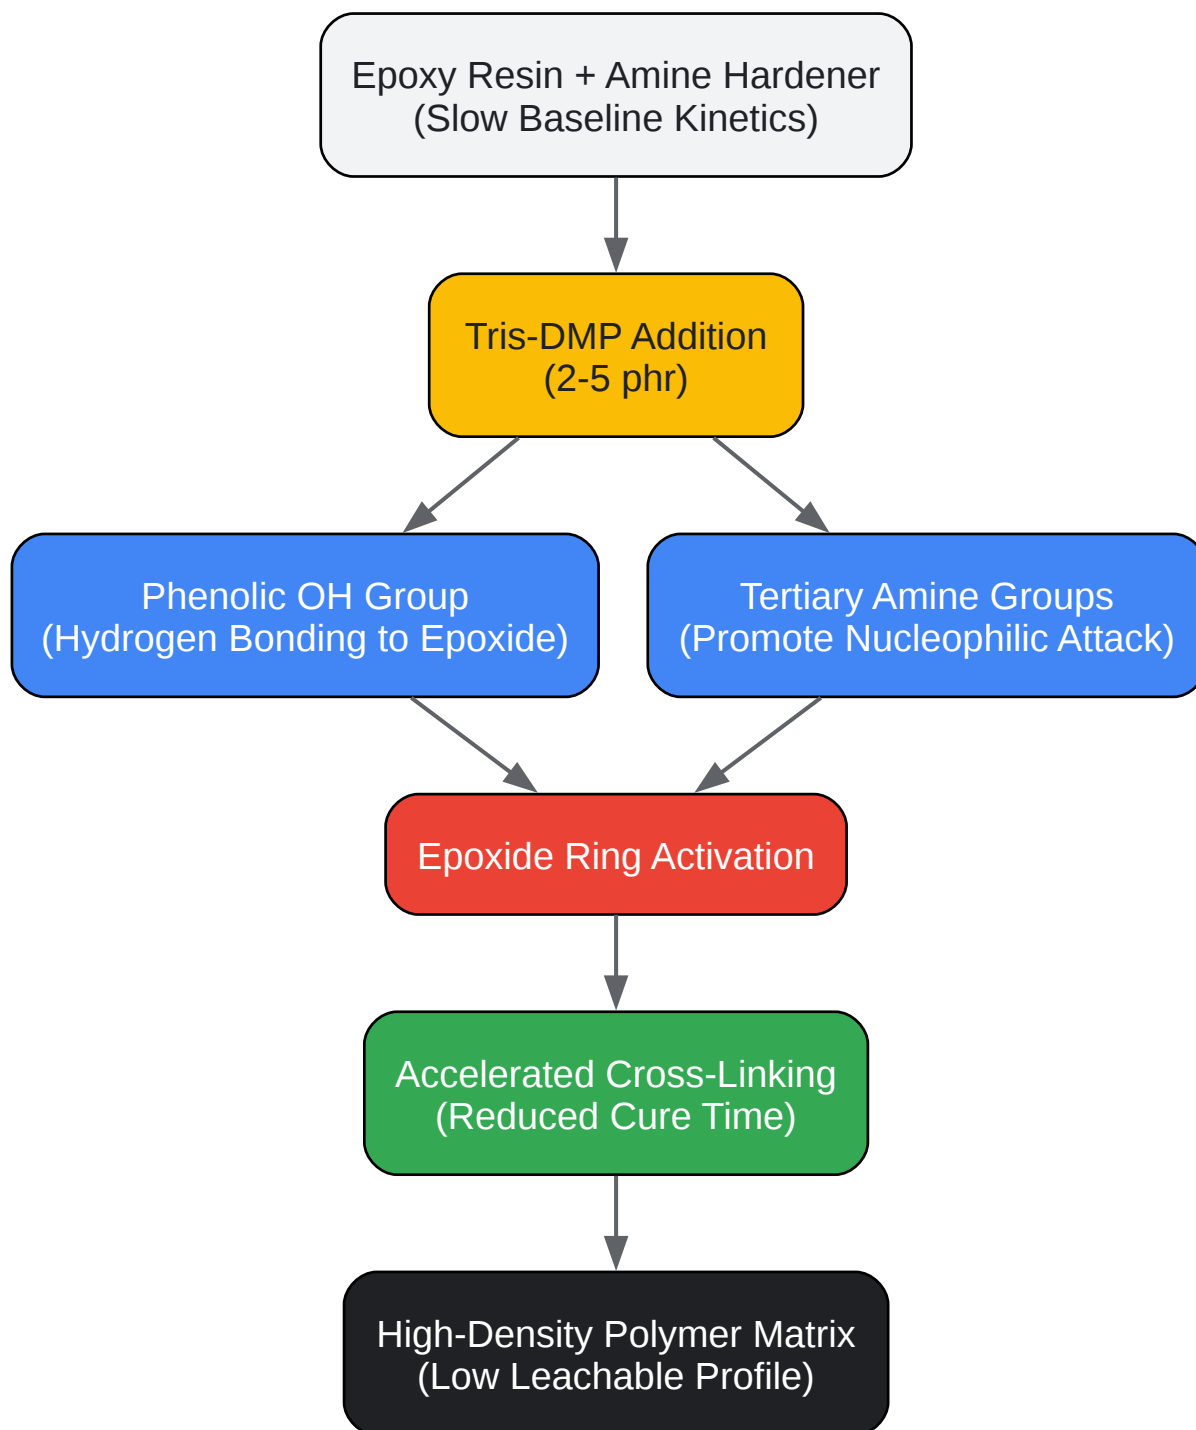 Epoxy Resin + Amine Hardener
(Slow Baseline Kinetics)
Tris-DMP Addition
(2-5 phr)
Phenolic OH Group
(Hydrogen Bonding to Epoxide)
Tertiary Amine Groups
(Promote Nucleophilic Attack)
Epoxide Ring Activation
Accelerated Cross-Linking
(Reduced Cure Time)
High-Density Polymer Matrix
(Low Leachable Profile)